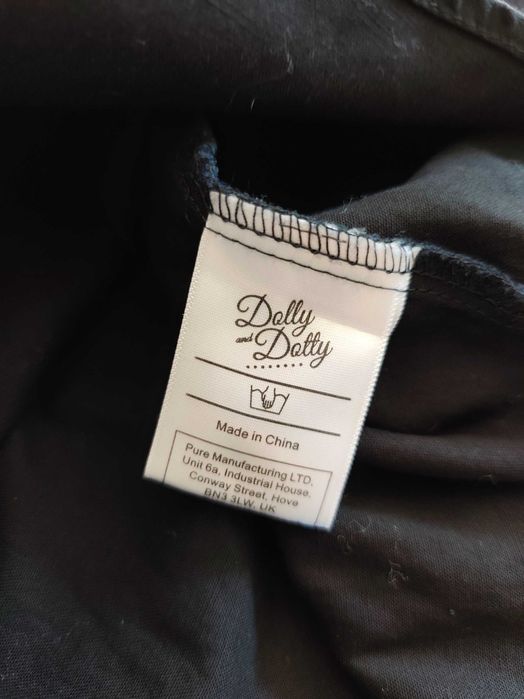 Dolly
and Dotty
Made in China
Pure Manufacturing LTD,
Unit 6a, Industrial House,
Conway Street, Hove
BN3 3LW, UK